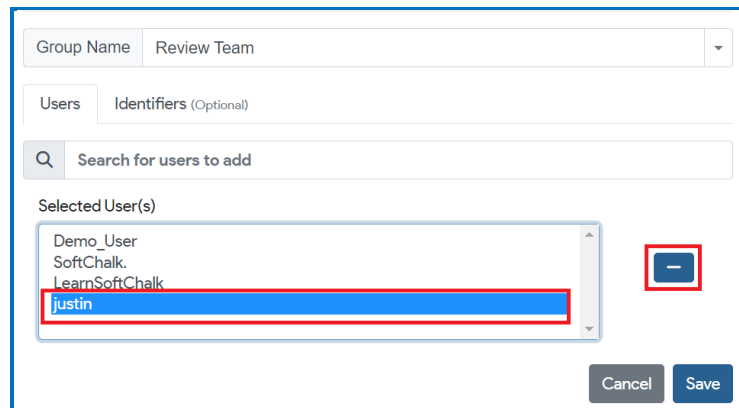 Group Name Review Team
Users Identifiers (Optional)
Search for users to add
Selected User(s)
Demo_User
SoftChalk.
LearnSoftChalk
justin
Cancel Save